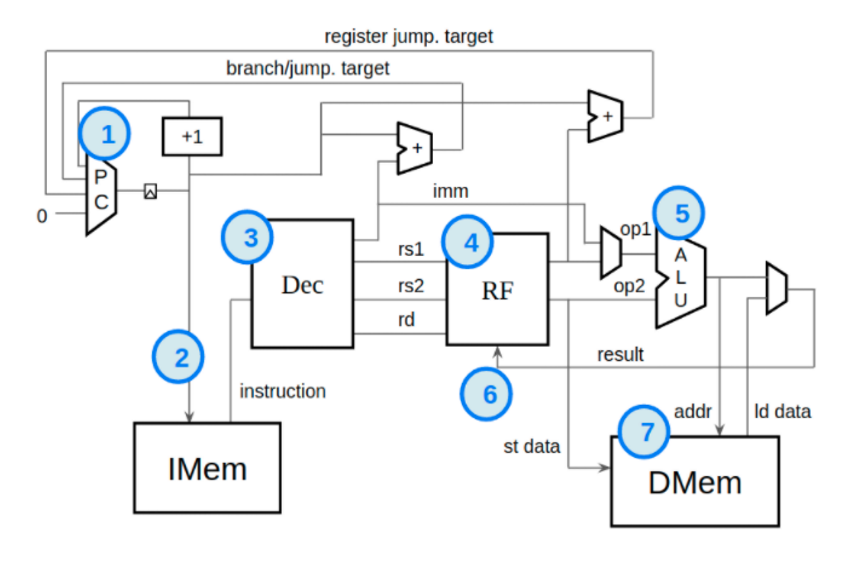 register jump. target
branch/jump. target
1
+1
+
+
P
C
0
imm
3
4
5
op1
rs1
A
L
U
Dec
rs2
RF
op2
rd
2
result
6
instruction
addr
ld data
7
st data
IMem
DMem